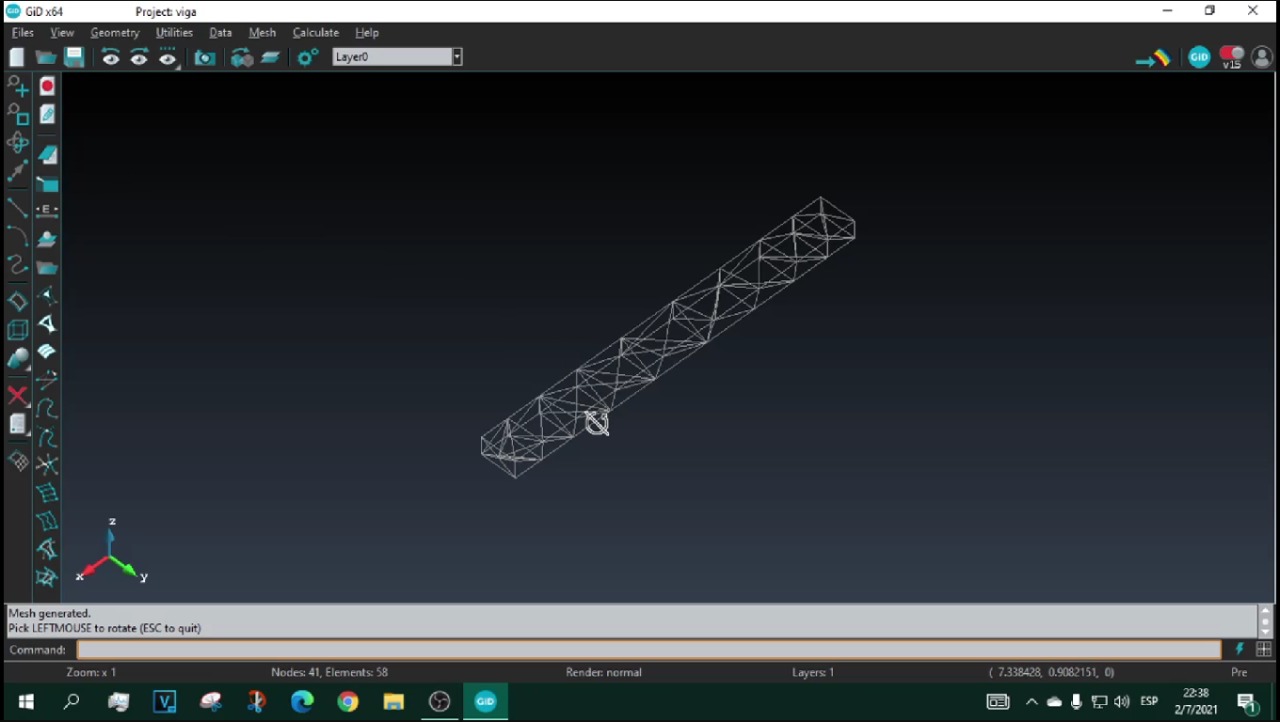 GiD x64 Project: viga
Files View Geometry Utilities Data Mesh Calculate Help
Layer0
GiD
v15
E
z
x
y
Mesh generated.
Pick LEFTMOUSE to rotate (ESC to quit)
Command:
Zoom: x 1 Nodes: 41, Elements: 58 Render: normal Layers: 1 ( 7.338428, 0.9082151, 0) Pre
ESP
22:38
2/7/2021
1